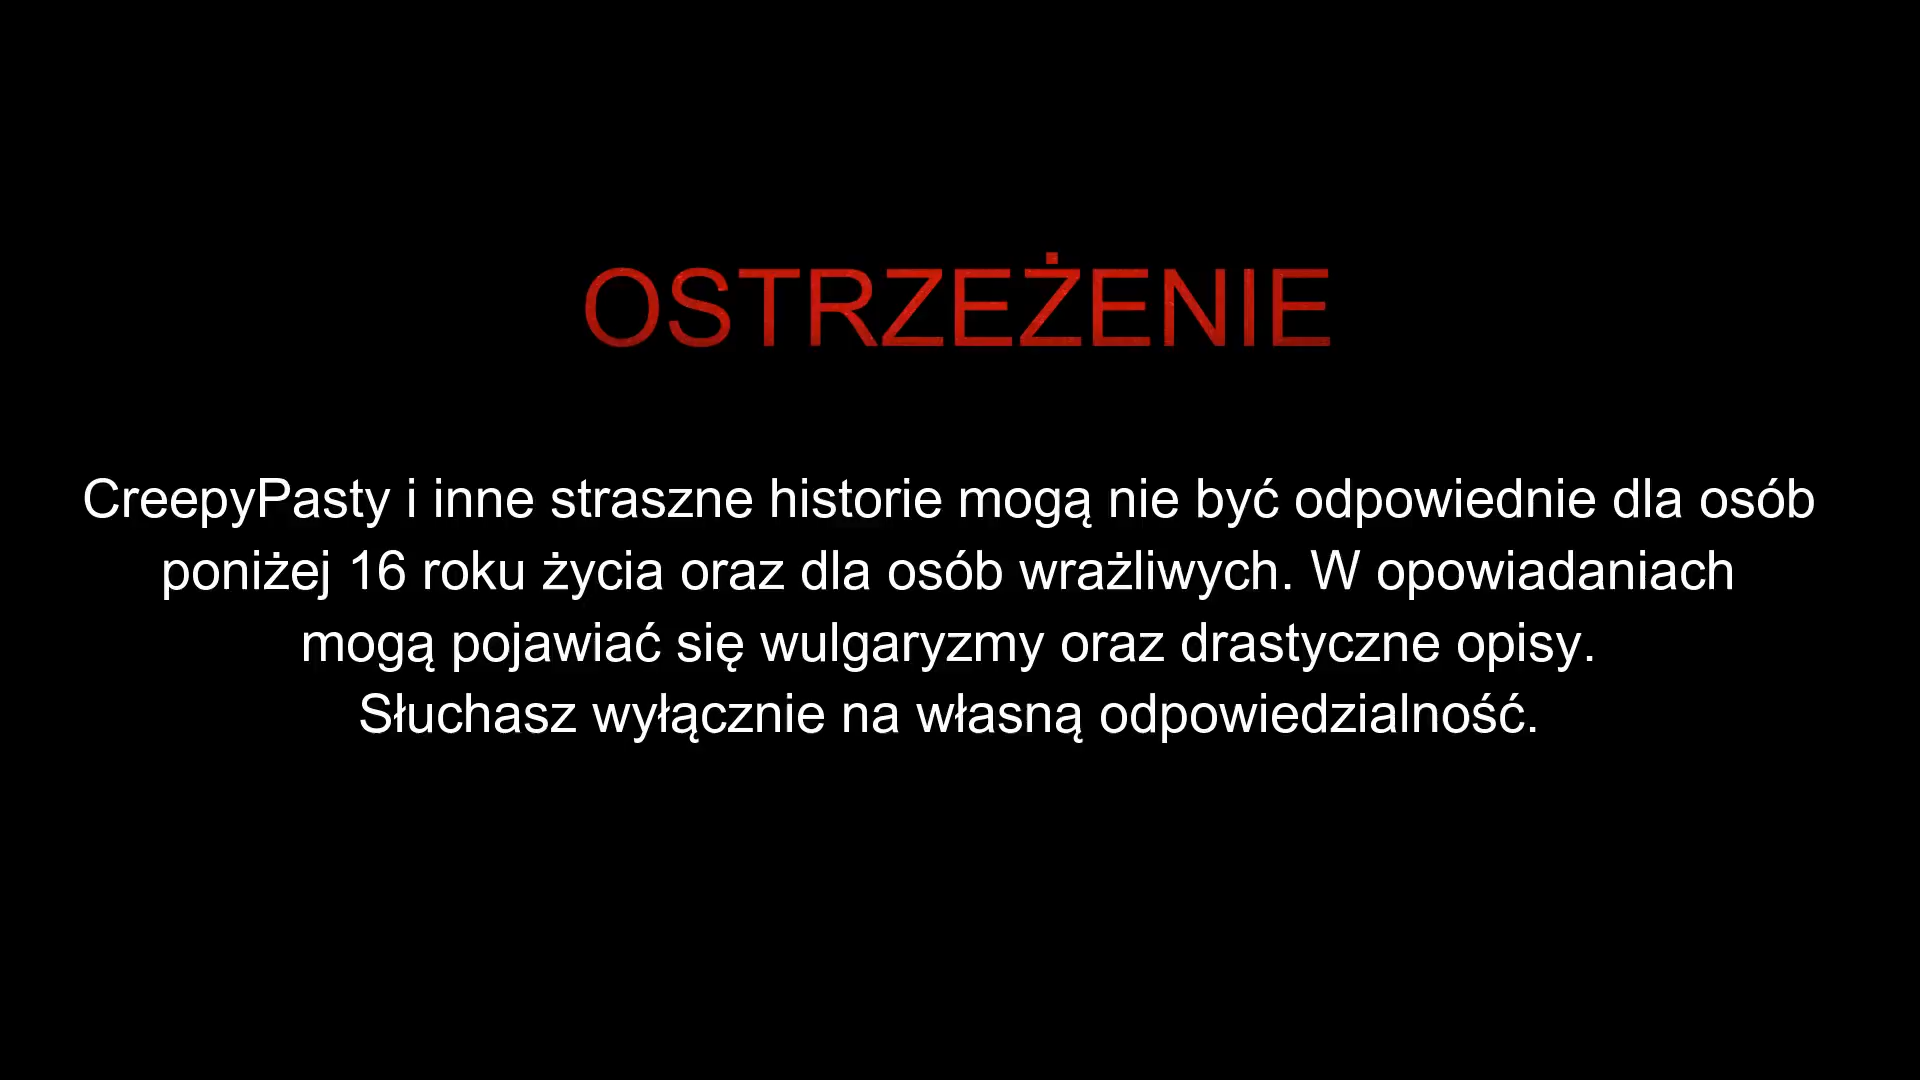 OSTRZEŻENIE
CreepyPasty i inne straszne historie mogą nie być odpowiednie dla osób
poniżej 16 roku życia oraz dla osób wrażliwych. W opowiadaniach
mogą pojawiać się wulgaryzmy oraz drastyczne opisy.
Słuchasz wyłącznie na własną odpowiedzialność.